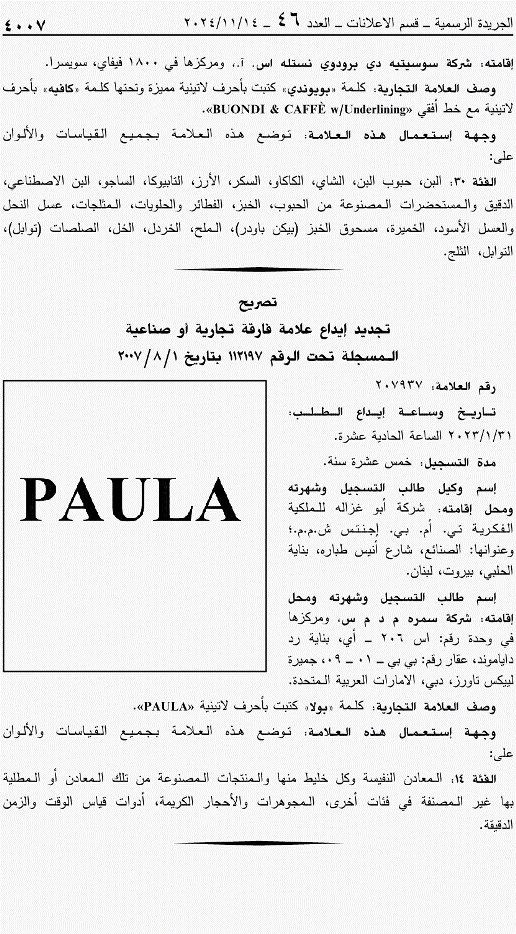 الجريدة الرسمية ــ قسم الاعلانات ــ العدد ٤٦ ــ ٢٠٢٤/١١/١٤
٤٠٠٧
إقامته: شركة سوسيتيه دي برودوي نستله اس. آ.، ومركزها في ١٨٠٠ فيفاي، سويسرا.
وصف العلامة التجارية: كلمة «بويوندي» كتبت بأحرف لاتينية مميزة وتحتها كلمة «كافيه» بأحرف
لاتينية مع خط أفقي «BUONDI & CAFFÈ w/Underlining».
وجهة إستعمال هذه العلامة: توضع هذه العلامة بجميع القياسات والألوان
على:
الفئة ٣٠: البن، حبوب البن، الشاي، الكاكاو، السكر، الأرز، التابيوكا، الساجو، البن الاصطناعي،
الدقيق والمستحضرات المصنوعة من الحبوب، الخبز، الفطائر والحلويات، المثلجات، عسل النحل
والعسل الأسود، الخميرة، مسحوق الخبز (بيكن باودر)، الملح، الخردل، الخل، الصلصات (توابل)،
التوابل، الثلج.
تصريح
تجديد إيداع علامة فارقة تجارية أو صناعية
المسجلة تحت الرقم ١١٢١٩٧ بتاريخ ٢٠٠٧/٨/١
رقم العلامة: ٢٠٧٩٣٧
تاريخ وساعة إيداع الطلب:
٢٠٢٣/١/٣١ الساعة الحادية عشرة.
مدة التسجيل: خمس عشرة سنة.
إسم وكيل طالب التسجيل وشهرته
ومحل إقامته: شركة أبو غزاله للملكية
الفكرية تي. أم. بي. إجنتس ش.م.م.؛
وعنوانها: الصنائع، شارع أنيس طباره، بناية
الحلبي، بيروت، لبنان.
إسم طالب التسجيل وشهرته ومحل
إقامته: شركة سمره م د م س، ومركزها
في وحدة رقم: اس ٢٠٦ ــ أي، بناية رد
داياموند، عقار رقم: بي بي ــ ٠١ ــ ٠٩، جميرة
لييكس تاورز، دبي، الامارات العربية المتحدة.
PAULA
وصف العلامة التجارية: كلمة «بولا» كتبت بأحرف لاتينية «PAULA».
وجهة إستعمال هذه العلامة: توضع هذه العلامة بجميع القياسات والألوان
على:
الفئة ١٤: المعادن النفيسة وكل خليط منها والمنتجات المصنوعة من تلك المعادن أو المطلية
بها غير المصنفة في فئات أخرى، المجوهرات والأحجار الكريمة، أدوات قياس الوقت والزمن
الدقيقة.